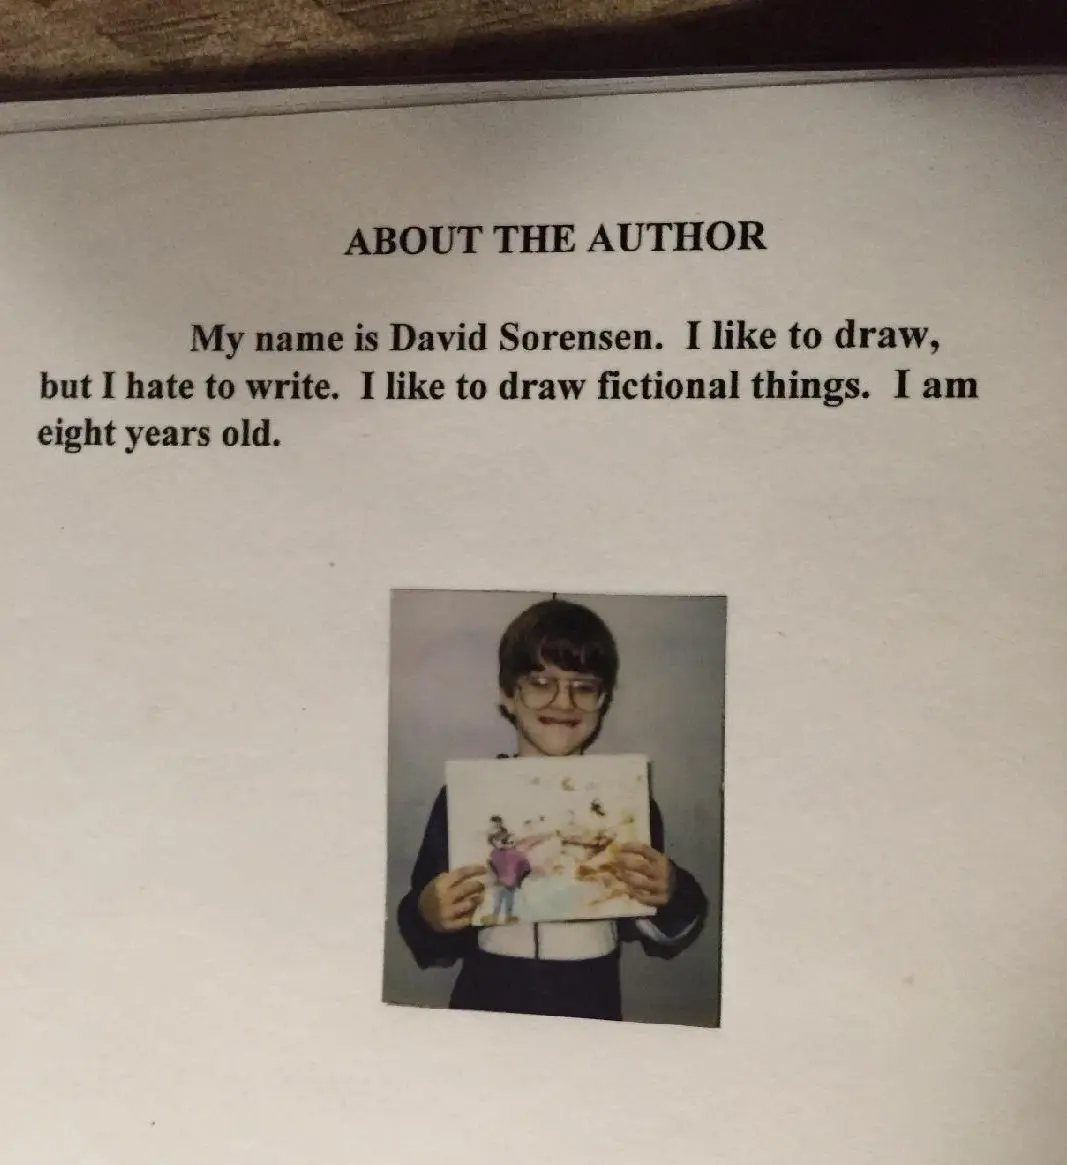 ABOUT THE AUTHOR
My name is David Sorensen.  I like to draw,
but I hate to write.  I like to draw fictional things.  I am
eight years old.